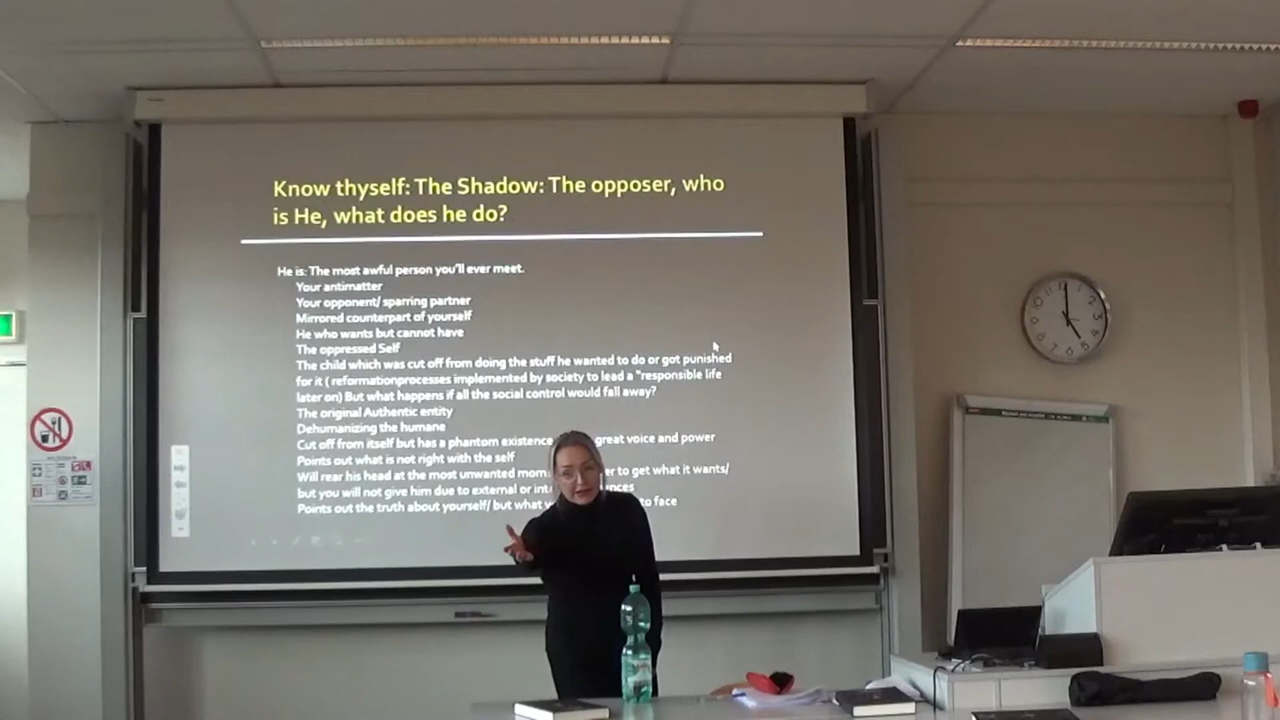 Know thyself: The Shadow: The opposer, who
is He, what does he do?
He is: The most awful person you'll ever meet.
Your antimatter
Your opponent/ sparring partner
Mirrored counterpart of yourself
He who wants but cannot have
The oppressed Self
The child which was cut off from doing the stuff he wanted to do or got punished
for it ( reformationprocesses implemented by society to lead a "responsible life
later on) But what happens if all the social control would fall away?
The original Authentic entity
Dehumanizing the humane
Cut off from itself but has a phantom existence great voice and power
Points out what is not right with the self
Will rear his head at the most unwanted to get what it wants/
but you will not give him due to external or
Points out the truth about yourself/ but what to face